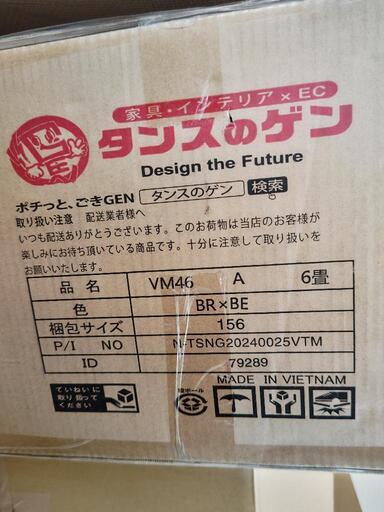 家具・インテリア×EC
タンスのゲン
Design the Future
ポチっと、ごきGEN タンスのゲン 検索
取り扱い注意 配送業者様へ
いつも配送ありがとうございます。このお荷物は当店のお客様が
楽しみにお待ち頂いている商品です。十分に注意して取り扱いを
お願いいたします。
品名 VM46 A 6畳
色 BR×BE
梱包サイズ 156
P/I NO N-TSNG20240025VTM
ID 79289
MADE IN VIETNAM
ていねいに
取り扱って
ください
段ボール